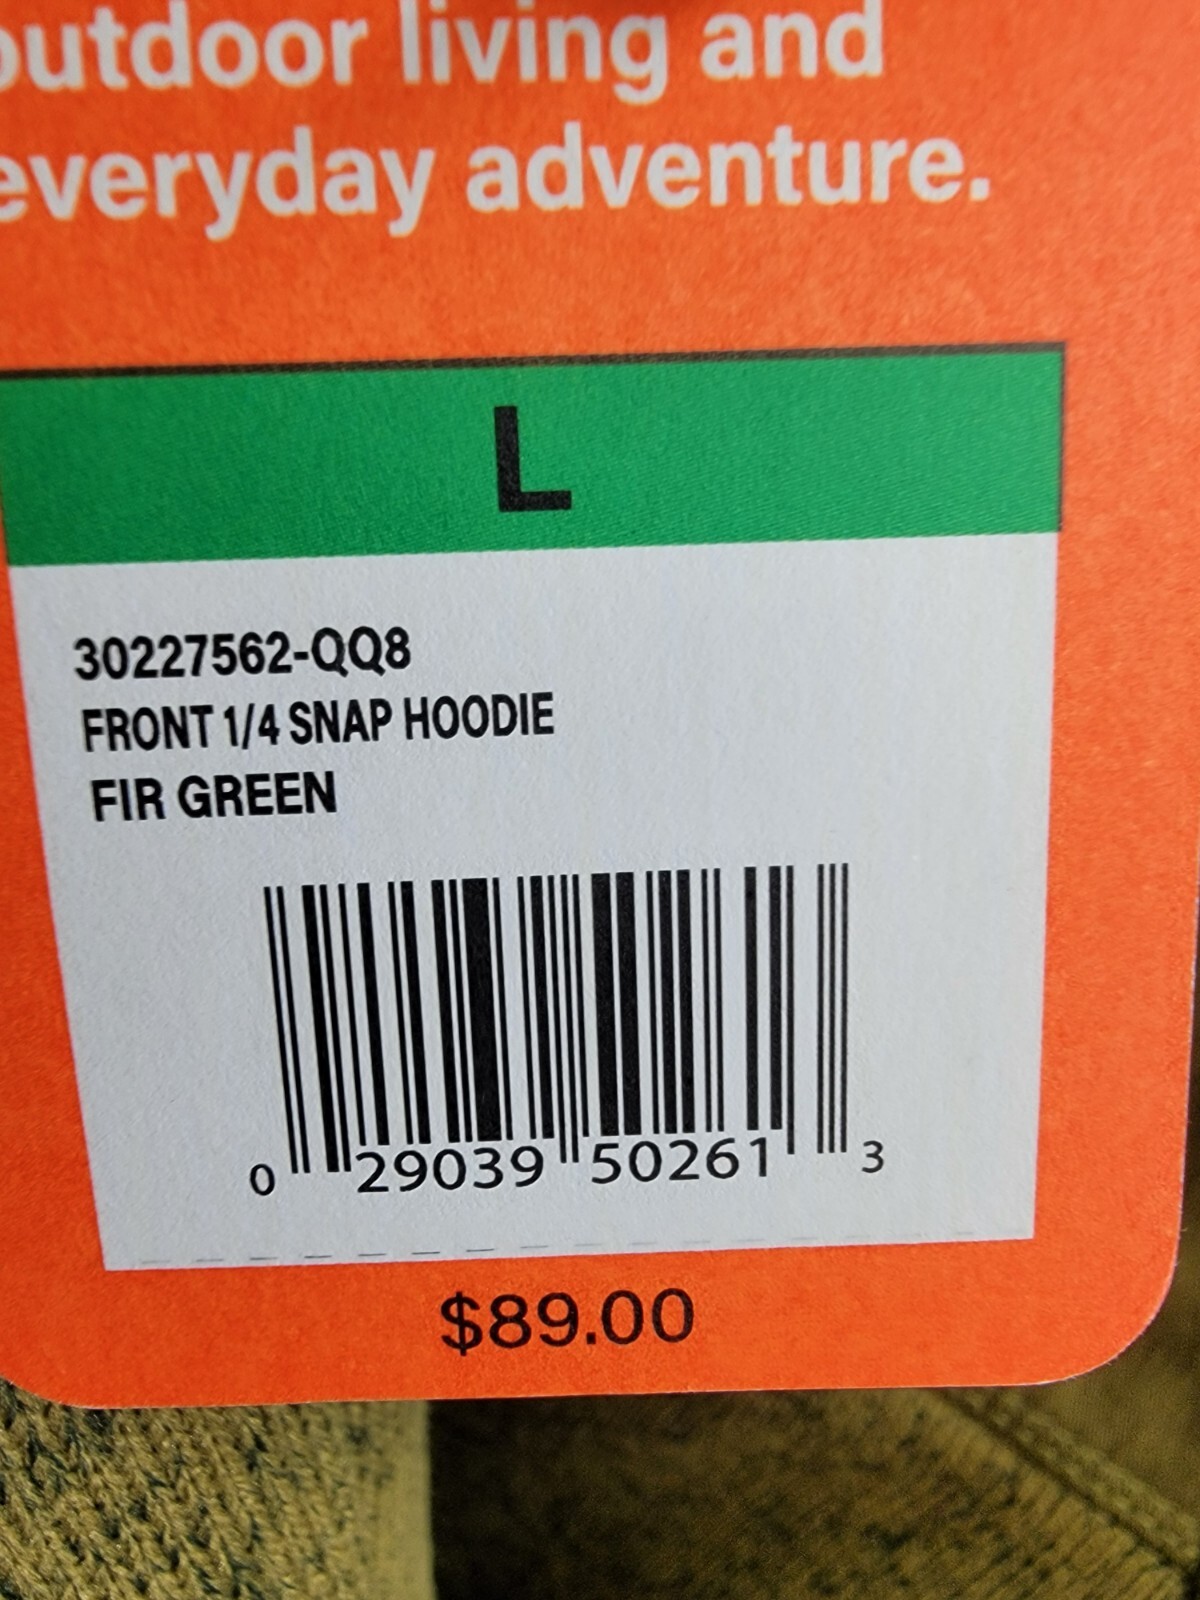 outdoor living and
everyday adventure.
L
30227562-QQ8
FRONT 1/4 SNAP HOODIE
FIR GREEN
0 29039 50261 3
$89.00